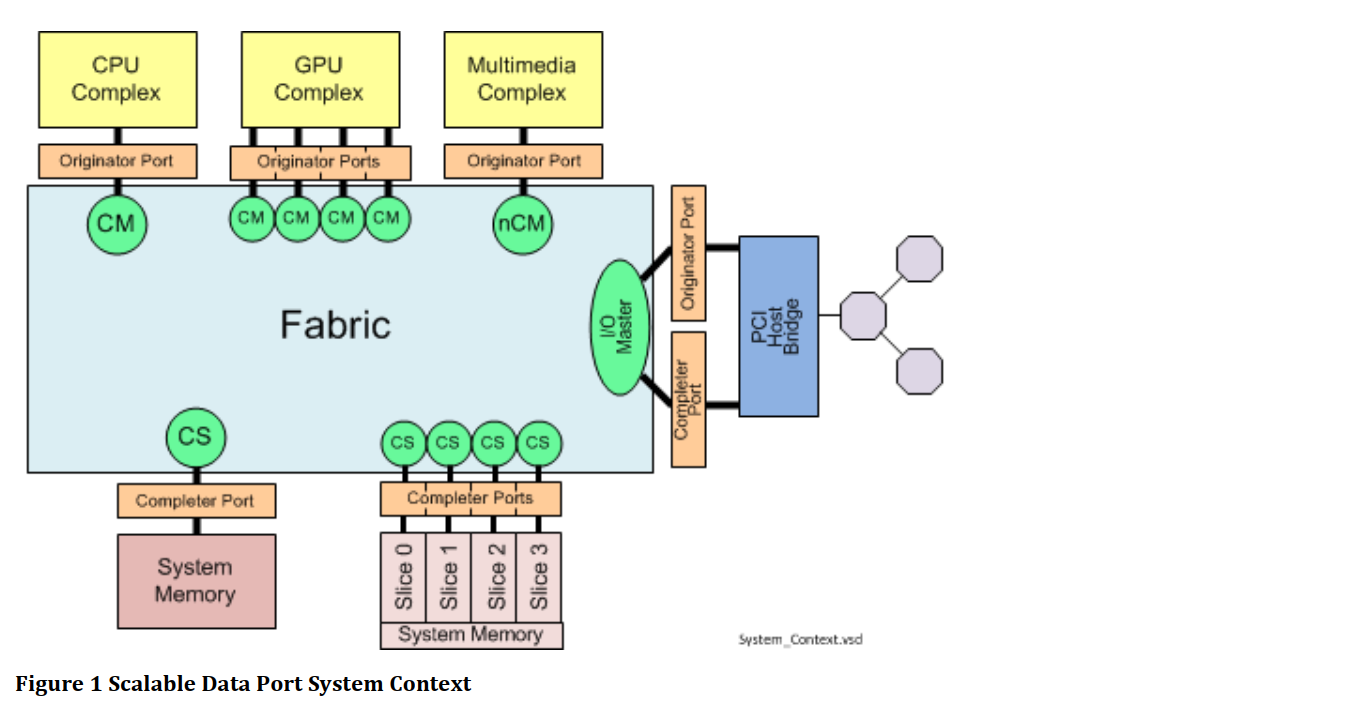 CPU
Complex
GPU
Complex
Multimedia
Complex
Originator Port
Originator Ports
Originator Port
CM
CM
CM
CM
CM
nCM
Fabric
I/O
Master
Originator Port
Completer
Port
PCI
Host
Bridge
CS
CS
CS
CS
CS
Completer Port
Completer Ports
System
Memory
Slice 0
Slice 1
Slice 2
Slice 3
System Memory
System_Context.vsd
Figure 1 Scalable Data Port System Context